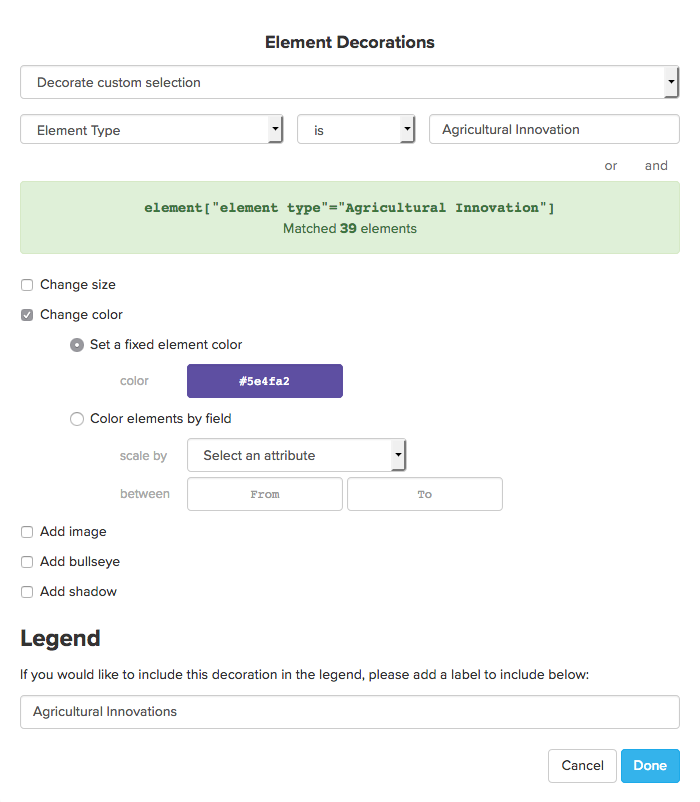 Element Decorations
Decorate custom selection
Element Type is Agricultural Innovation
or and
element["element type"="Agricultural Innovation"]
Matched 39 elements
Change size
Change color
Set a fixed element color
color #5e4fa2
Color elements by field
scale by Select an attribute
between From To
Add image
Add bullseye
Add shadow
Legend
If you would like to include this decoration in the legend, please add a label to include below:
Agricultural Innovations
Cancel Done